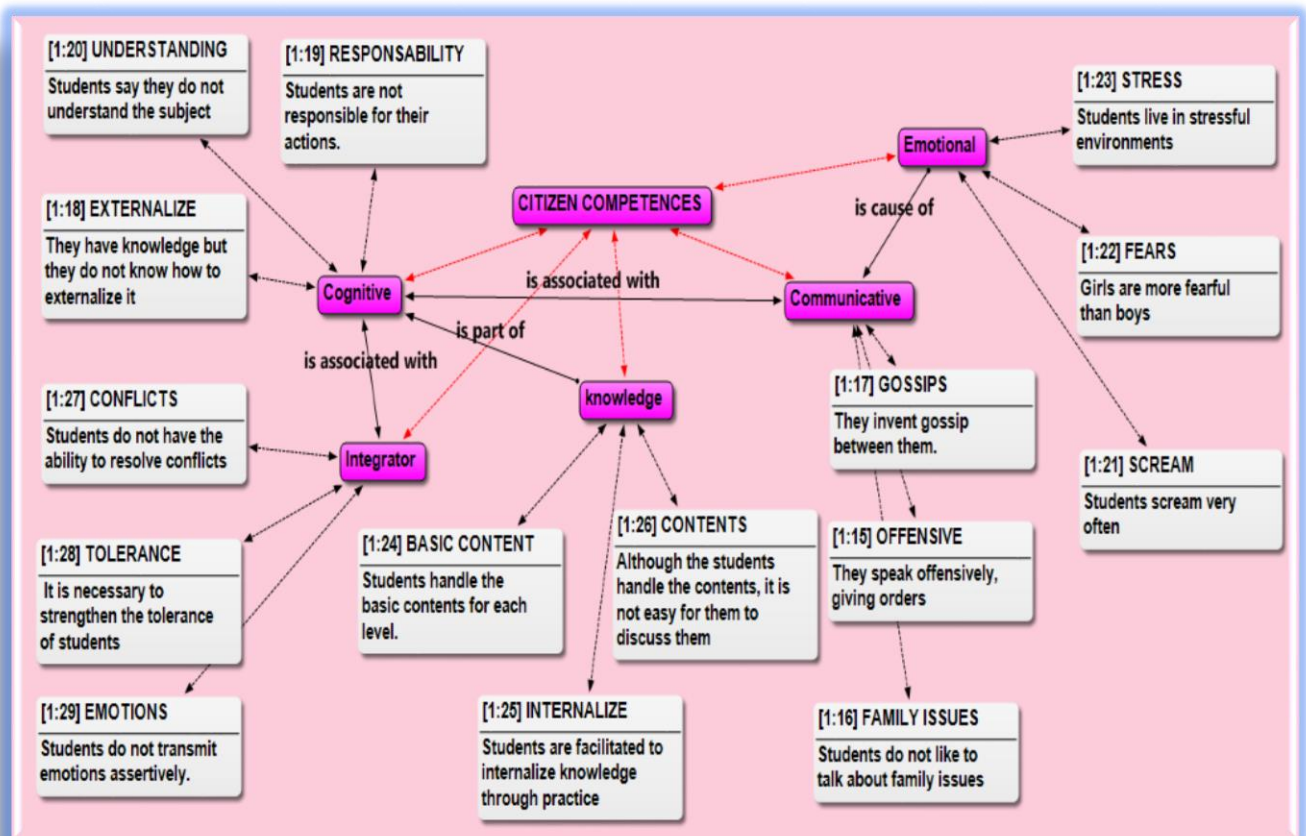 [1:20] UNDERSTANDING
Students say they do not
understand the subject
[1:19] RESPONSABILITY
Students are not
responsible for their
actions.
[1:23] STRESS
Students live in stressful
environments
Emotional
CITIZEN COMPETENCES
is cause of
[1:18] EXTERNALIZE
They have knowledge but
they do not know how to
externalize it
[1:22] FEARS
Girls are more fearful
than boys
Cognitive
is associated with
Communicative
is part of
is associated with
knowledge
[1:27] CONFLICTS
Students do not have the
ability to resolve conflicts
Integrator
[1:17] GOSSIPS
They invent gossip
between them.
[1:21] SCREAM
Students scream very
often
[1:28] TOLERANCE
It is necessary to
strengthen the tolerance
of students
[1:24] BASIC CONTENT
Students handle the
basic contents for each
level.
[1:26] CONTENTS
Although the students
handle the contents, it is
not easy for them to
discuss them
[1:15] OFFENSIVE
They speak offensively,
giving orders
[1:29] EMOTIONS
Students do not transmit
emotions assertively.
[1:25] INTERNALIZE
Students are facilitated to
internalize knowledge
through practice
[1:16] FAMILY ISSUES
Students do not like to
talk about family issues